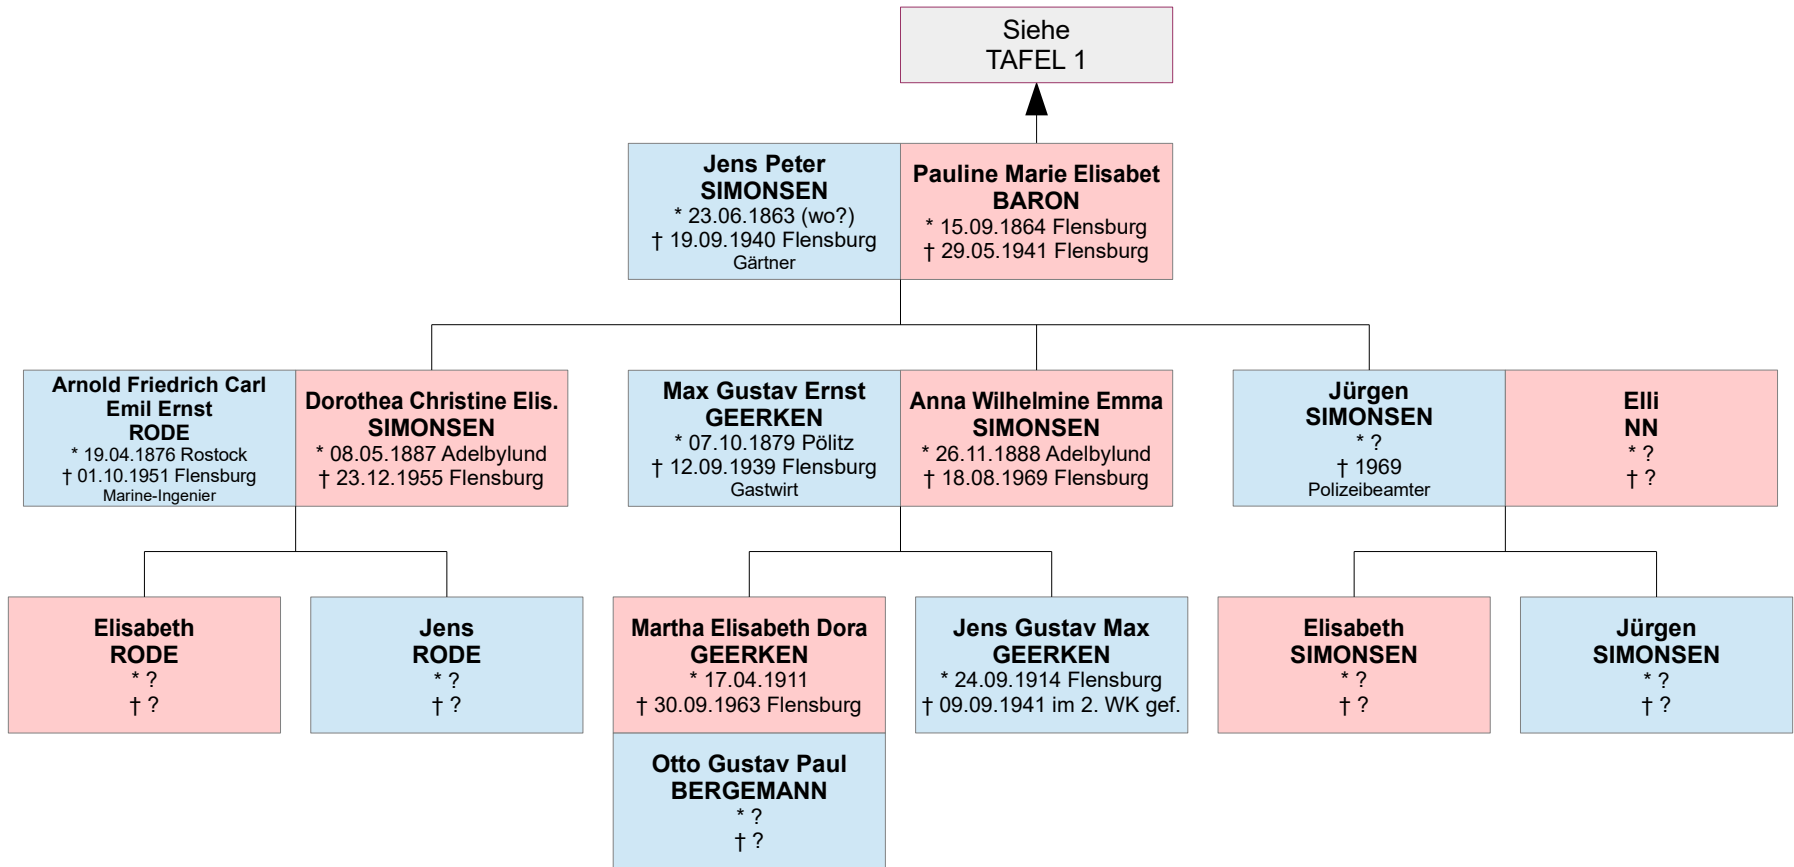 Siehe
TAFEL 1
Jens Peter
SIMONSEN
* 23.06.1863 (wo?)
† 19.09.1940 Flensburg
Gärtner
Pauline Marie Elisabet
BARON
* 15.09.1864 Flensburg
† 29.05.1941 Flensburg
Arnold Friedrich Carl
Emil Ernst
RODE
* 19.04.1876 Rostock
† 01.10.1951 Flensburg
Marine-Ingenier
Dorothea Christine Elis.
SIMONSEN
* 08.05.1887 Adelbylund
† 23.12.1955 Flensburg
Max Gustav Ernst
GEERKEN
* 07.10.1879 Pölitz
† 12.09.1939 Flensburg
Gastwirt
Anna Wilhelmine Emma
SIMONSEN
* 26.11.1888 Adelbylund
† 18.08.1969 Flensburg
Jürgen
SIMONSEN
* ?
† 1969
Polizeibeamter
Elli
NN
* ?
† ?
Elisabeth
RODE
* ?
† ?
Jens
RODE
* ?
† ?
Martha Elisabeth Dora
GEERKEN
* 17.04.1911
† 30.09.1963 Flensburg
Otto Gustav Paul
BERGEMANN
* ?
† ?
Jens Gustav Max
GEERKEN
* 24.09.1914 Flensburg
† 09.09.1941 im 2. WK gef.
Elisabeth
SIMONSEN
* ?
† ?
Jürgen
SIMONSEN
* ?
† ?